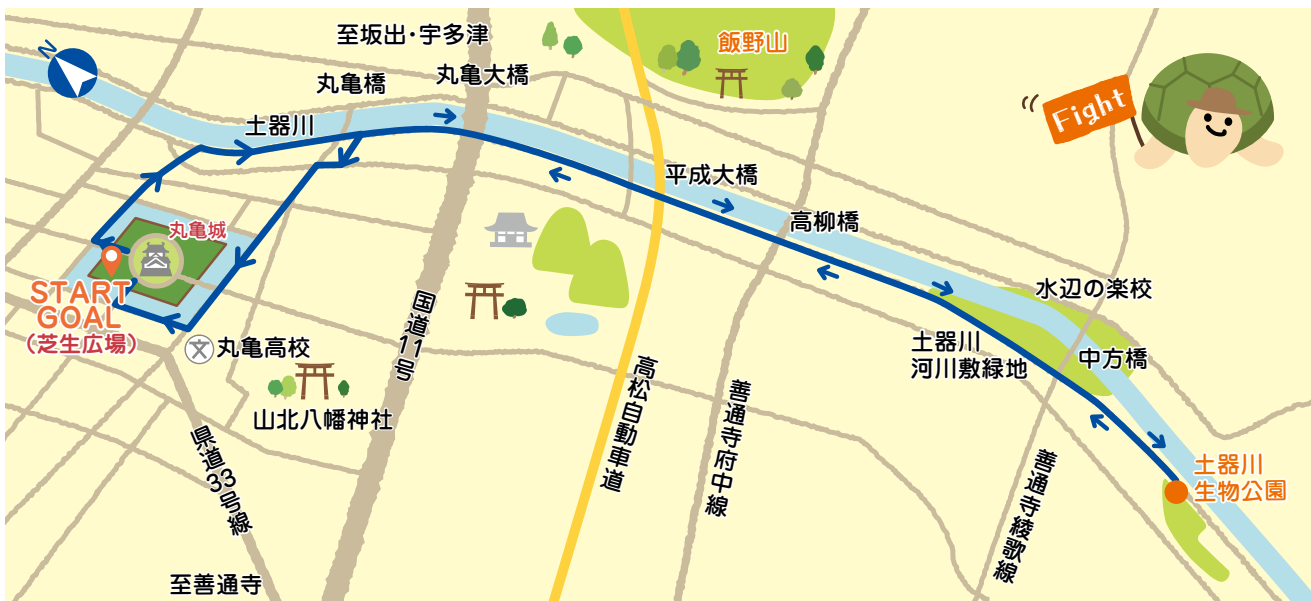 N
至坂出・宇多津
飯野山
丸亀橋
丸亀大橋
Fight
土器川
平成大橋
高柳橋
丸亀城
START
GOAL
(芝生広場)
水辺の楽校
丸亀高校
国道11号
土器川
河川敷緑地
中方橋
山北八幡神社
高松自動車道
善通寺府中線
県道33号線
善通寺綾歌線
土器川
生物公園
至善通寺
文